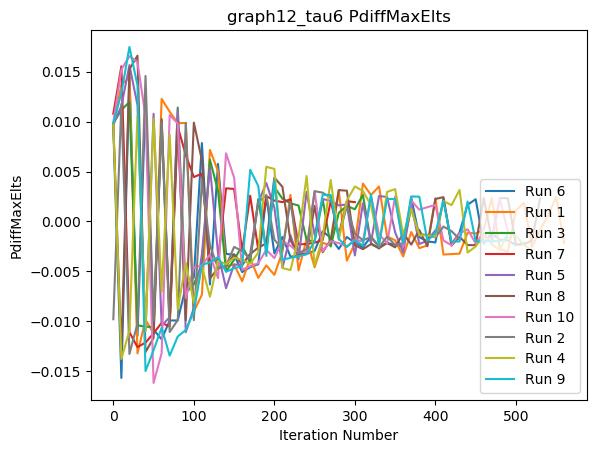 graph12_tau6 PdiffMaxElts
PdiffMaxElts
0.015
0.010
0.005
0.000
−0.005
−0.010
−0.015
0
100
200
300
400
500
Iteration Number
Run 6
Run 1
Run 3
Run 7
Run 5
Run 8
Run 10
Run 2
Run 4
Run 9